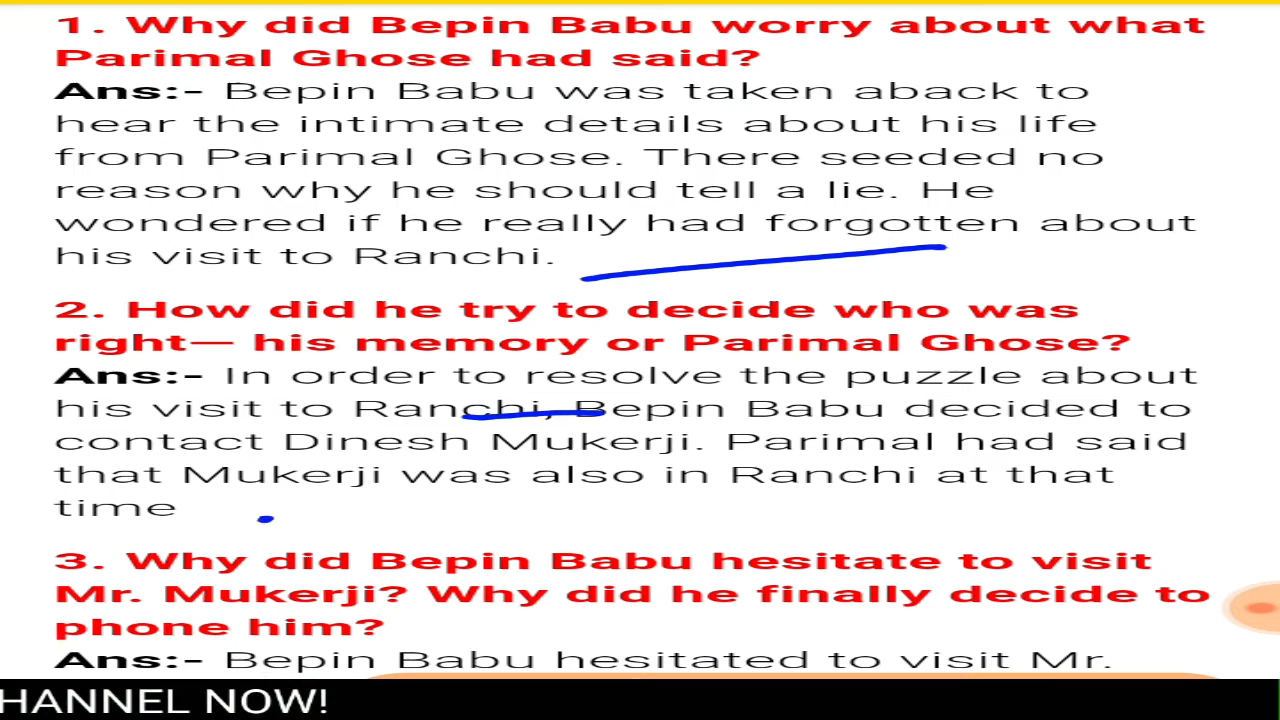 1. Why did Bepin Babu worry about what
Parimal Ghose had said?
Ans:- Bepin Babu was taken aback to
hear the intimate details about his life
from Parimal Ghose. There seeded no
reason why he should tell a lie. He
wondered if he really had forgotten about
his visit to Ranchi.
2. How did he try to decide who was
right— his memory or Parimal Ghose?
Ans:- In order to resolve the puzzle about
his visit to Ranchi, Bepin Babu decided to
contact Dinesh Mukerji. Parimal had said
that Mukerji was also in Ranchi at that
time
3. Why did Bepin Babu hesitate to visit
Mr. Mukerji? Why did he finally decide to
phone him?
Ans:- Bepin Babu hesitated to visit Mr.
HANNEL NOW!